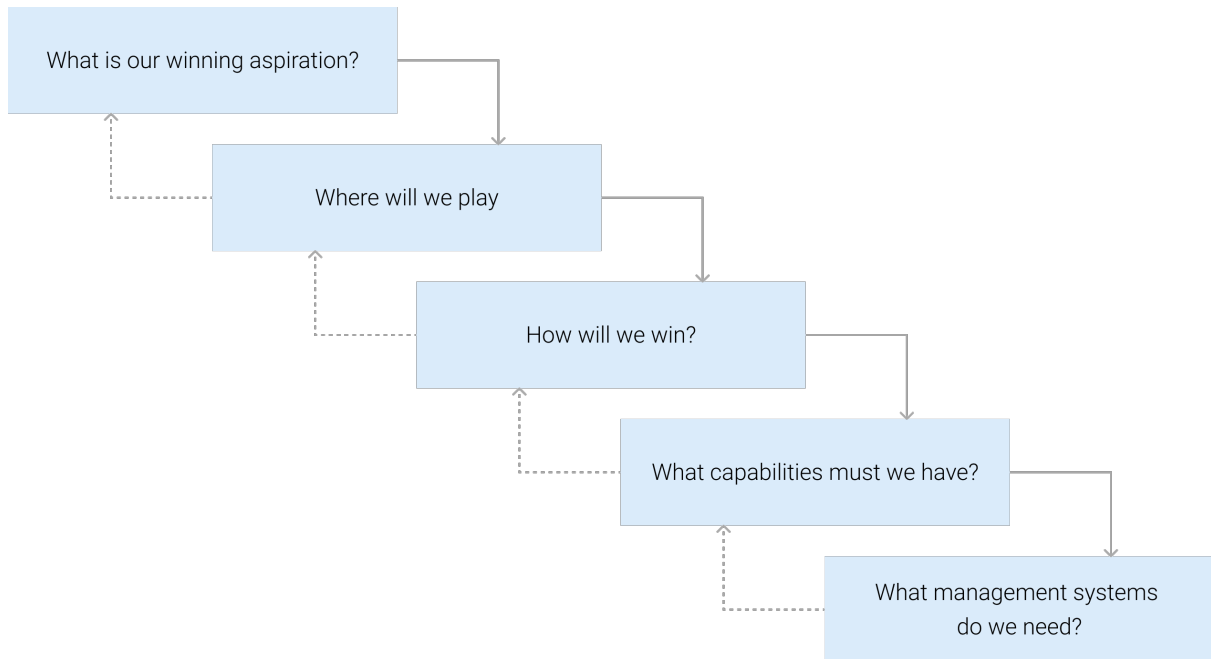 What is our winning aspiration?
Where will we play
How will we win?
What capabilities must we have?
What management systems
do we need?